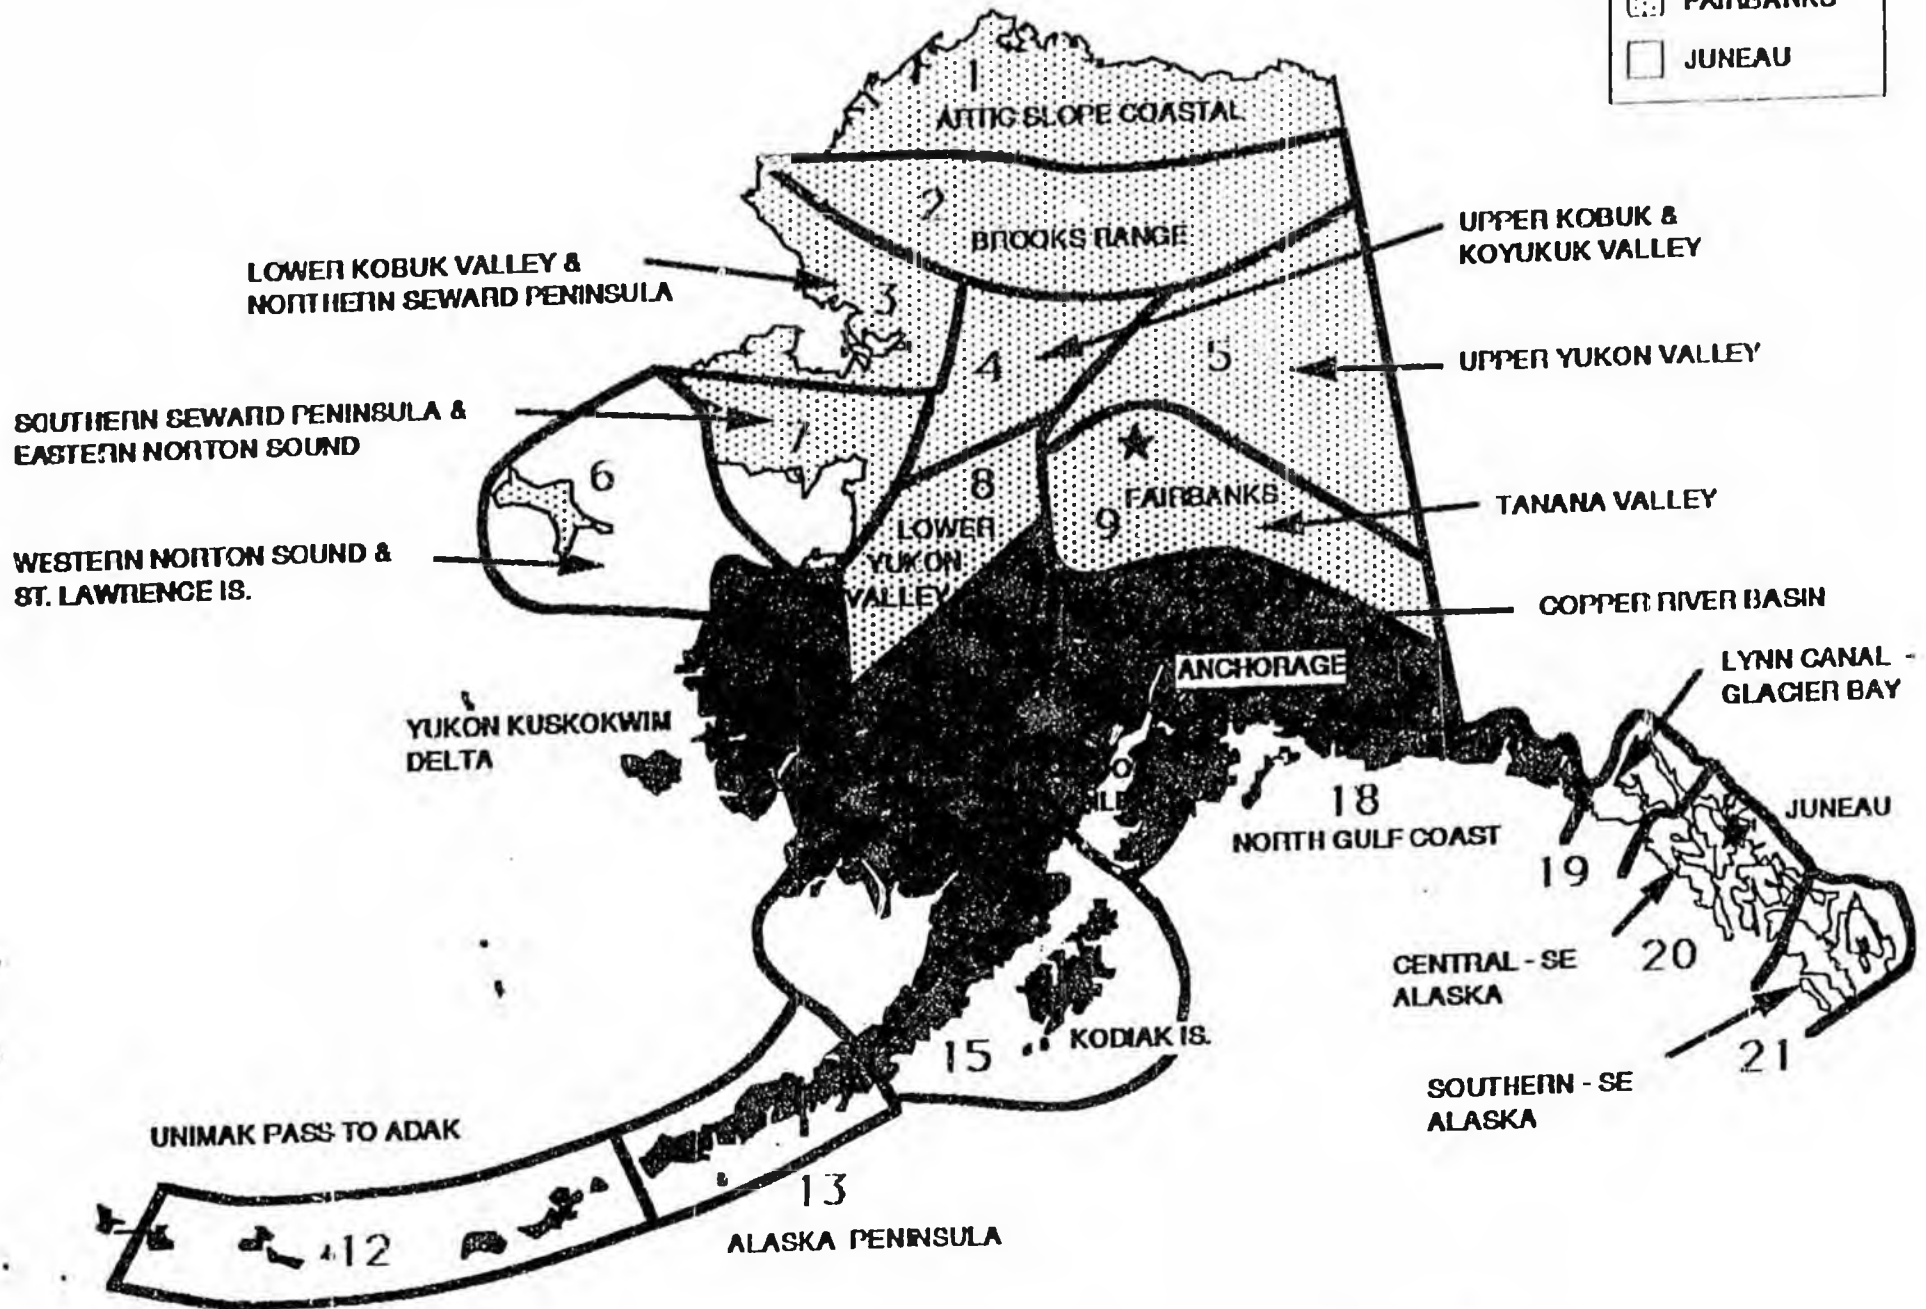 FAIRBANKS
JUNEAU
1
ARTIC SLOPE COASTAL
2
BROOKS RANGE
UPPER KOBUK &
KOYUKUK VALLEY
LOWER KOBUK VALLEY &
NORTHERN SEWARD PENINSULA
3
4
5
UPPER YUKON VALLEY
SOUTHERN SEWARD PENINSULA &
EASTERN NORTON SOUND
7
6
8
FAIRBANKS
9
TANANA VALLEY
LOWER
YUKON
VALLEY
WESTERN NORTON SOUND &
ST. LAWRENCE IS.
COPPER RIVER BASIN
ANCHORAGE
LYNN CANAL -
GLACIER BAY
YUKON KUSKOKWIM
DELTA
18
NORTH GULF COAST
JUNEAU
19
CENTRAL - SE
ALASKA
20
15
KODIAK IS.
21
SOUTHERN - SE
ALASKA
UNIMAK PASS TO ADAK
12
13
ALASKA PENINSULA